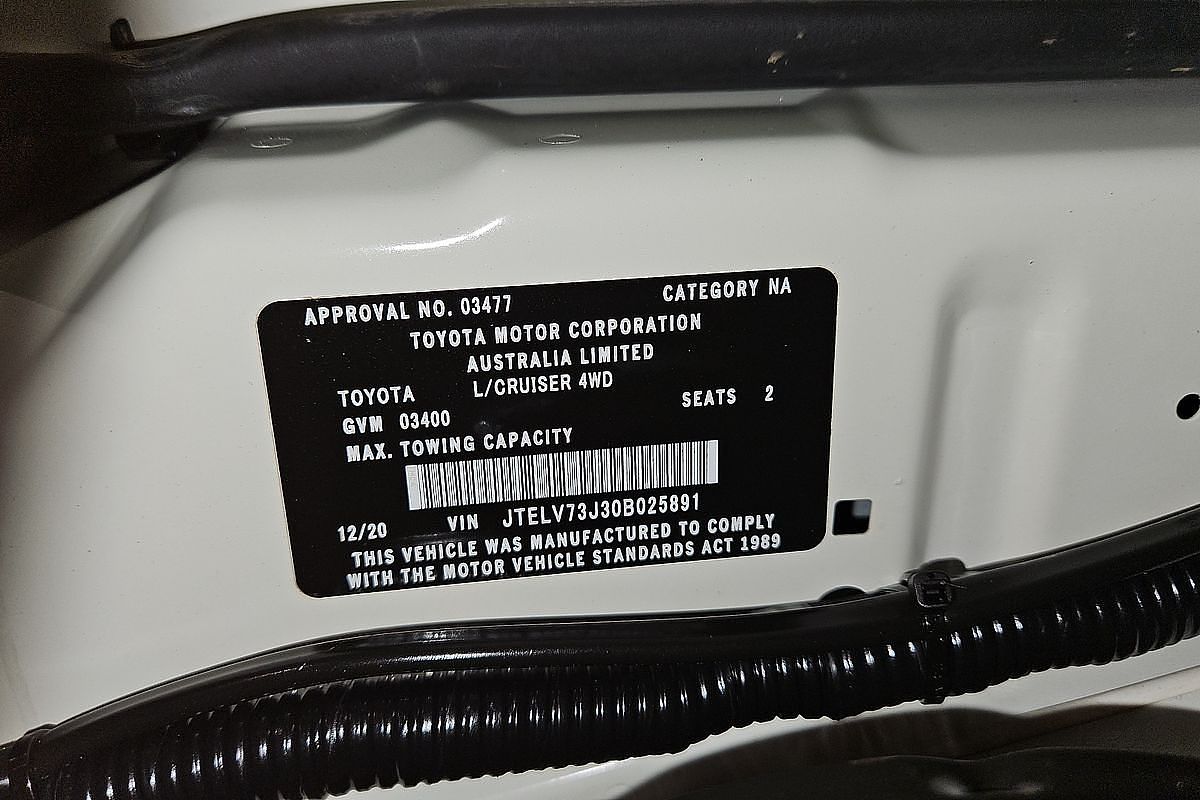 APPROVAL NO. 03477 CATEGORY NA
TOYOTA MOTOR CORPORATION
AUSTRALIA LIMITED
TOYOTA L/CRUISER 4WD
GVM 03400 SEATS 2
MAX. TOWING CAPACITY
12/20 VIN JTELV73J30B025891
THIS VEHICLE WAS MANUFACTURED TO COMPLY
WITH THE MOTOR VEHICLE STANDARDS ACT 1989